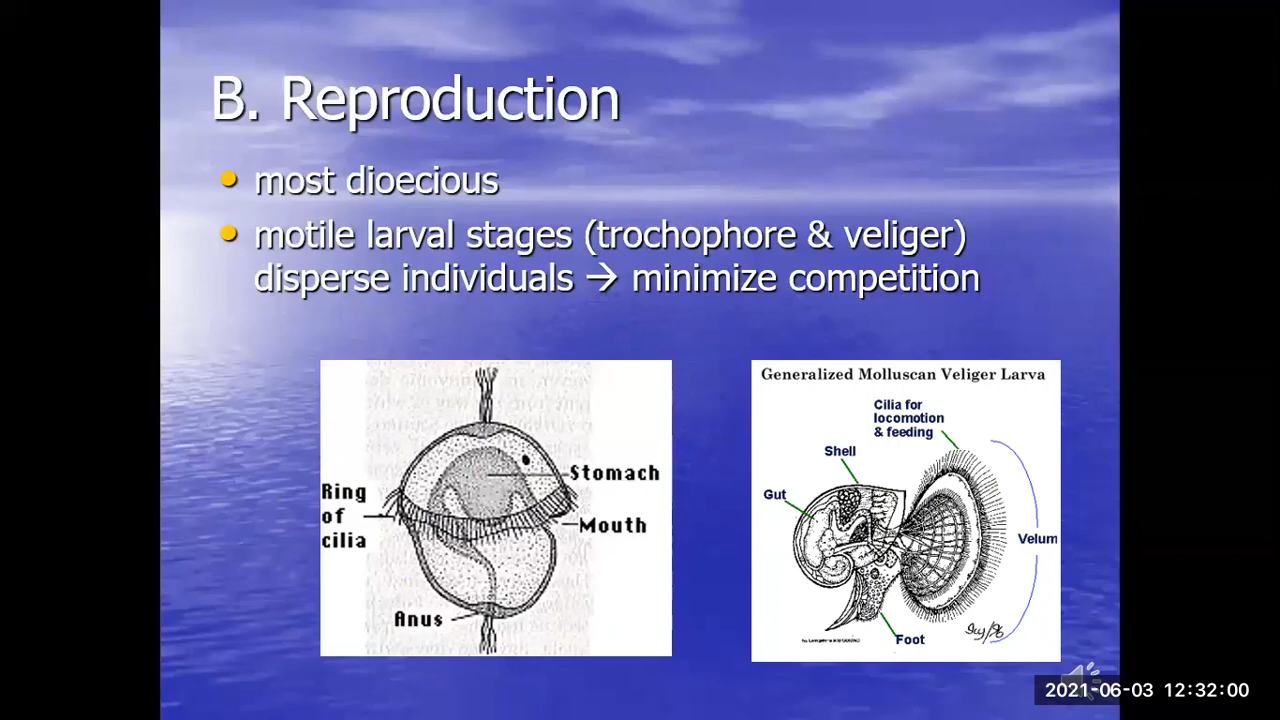 B. Reproduction
most dioecious
motile larval stages (trochophore & veliger)
disperse individuals → minimize competition
Ring
of
cilia
Stomach
Mouth
Anus
Generalized Molluscan Veliger Larva
Cilia for
locomotion
& feeding
Shell
Gut
Velum
Foot
2021-06-03 12:32:00